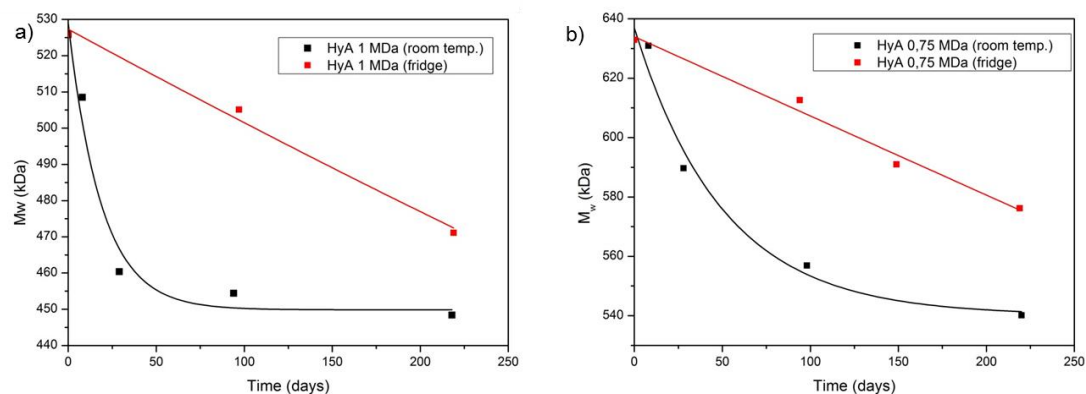 a)
HyA 1 MDa (room temp.)
HyA 1 MDa (fridge)
530
520
510
500
490
480
470
460
450
440
Mw (kDa)
0
50
100
150
200
250
Time (days)
b)
HyA 0,75 MDa (room temp.)
HyA 0,75 MDa (fridge)
640
620
600
580
560
540
Mw (kDa)
0
50
100
150
200
250
Time (days)